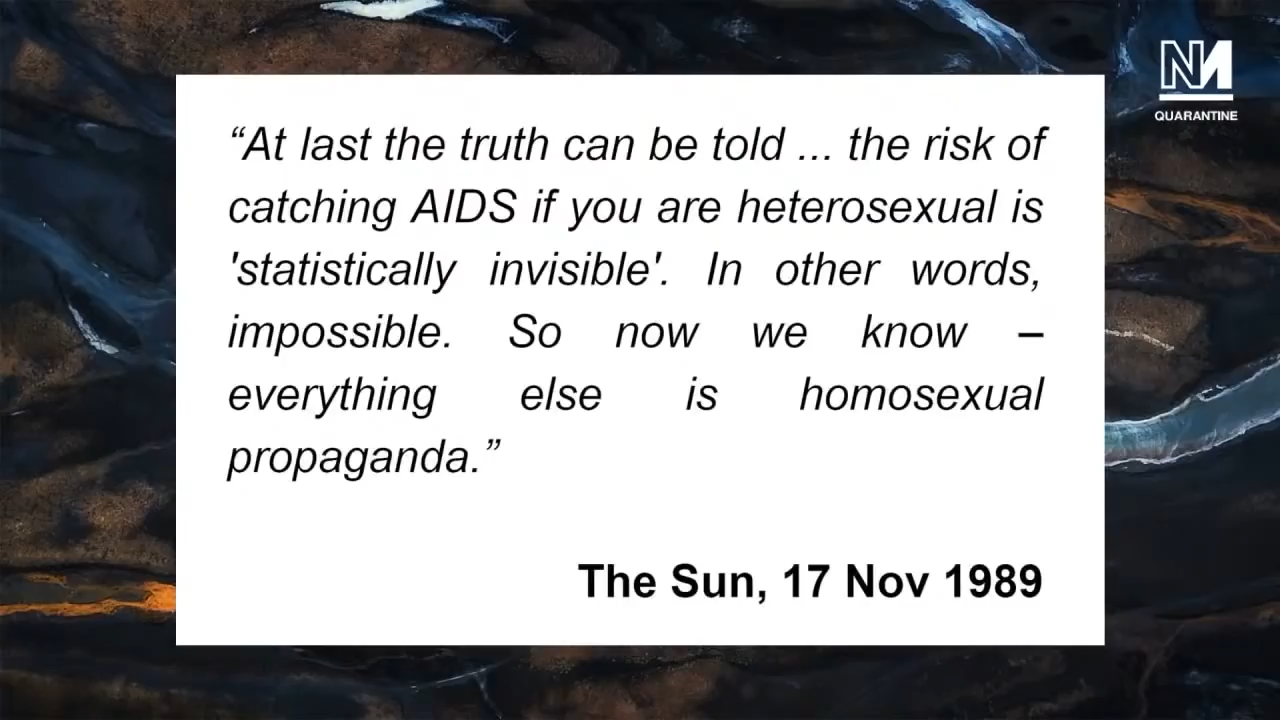 “At last the truth can be told ... the risk of
catching AIDS if you are heterosexual is
'statistically invisible'. In other words,
impossible. So now we know –
everything else is homosexual
propaganda.”
The Sun, 17 Nov 1989
NM
QUARANTINE